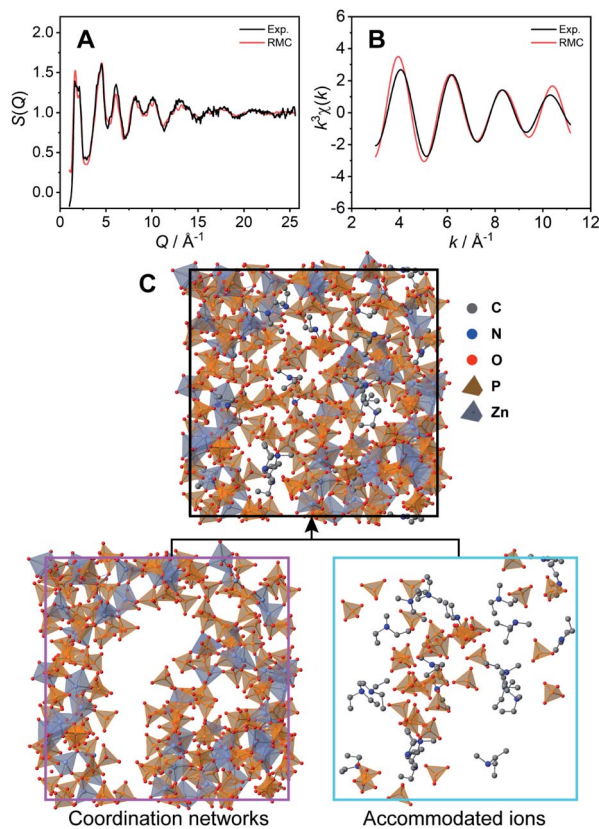 A
Exp.
RMC
S(Q)
2.0
1.5
1.0
0.5
0.0
0 5 10 15 20 25
Q / Å⁻¹
B
Exp.
RMC
k³χ(k)
6
4
2
0
-2
-4
-6
2 4 6 8 10 12
k / Å⁻¹
C
C
N
O
P
Zn
Coordination networks
Accommodated ions